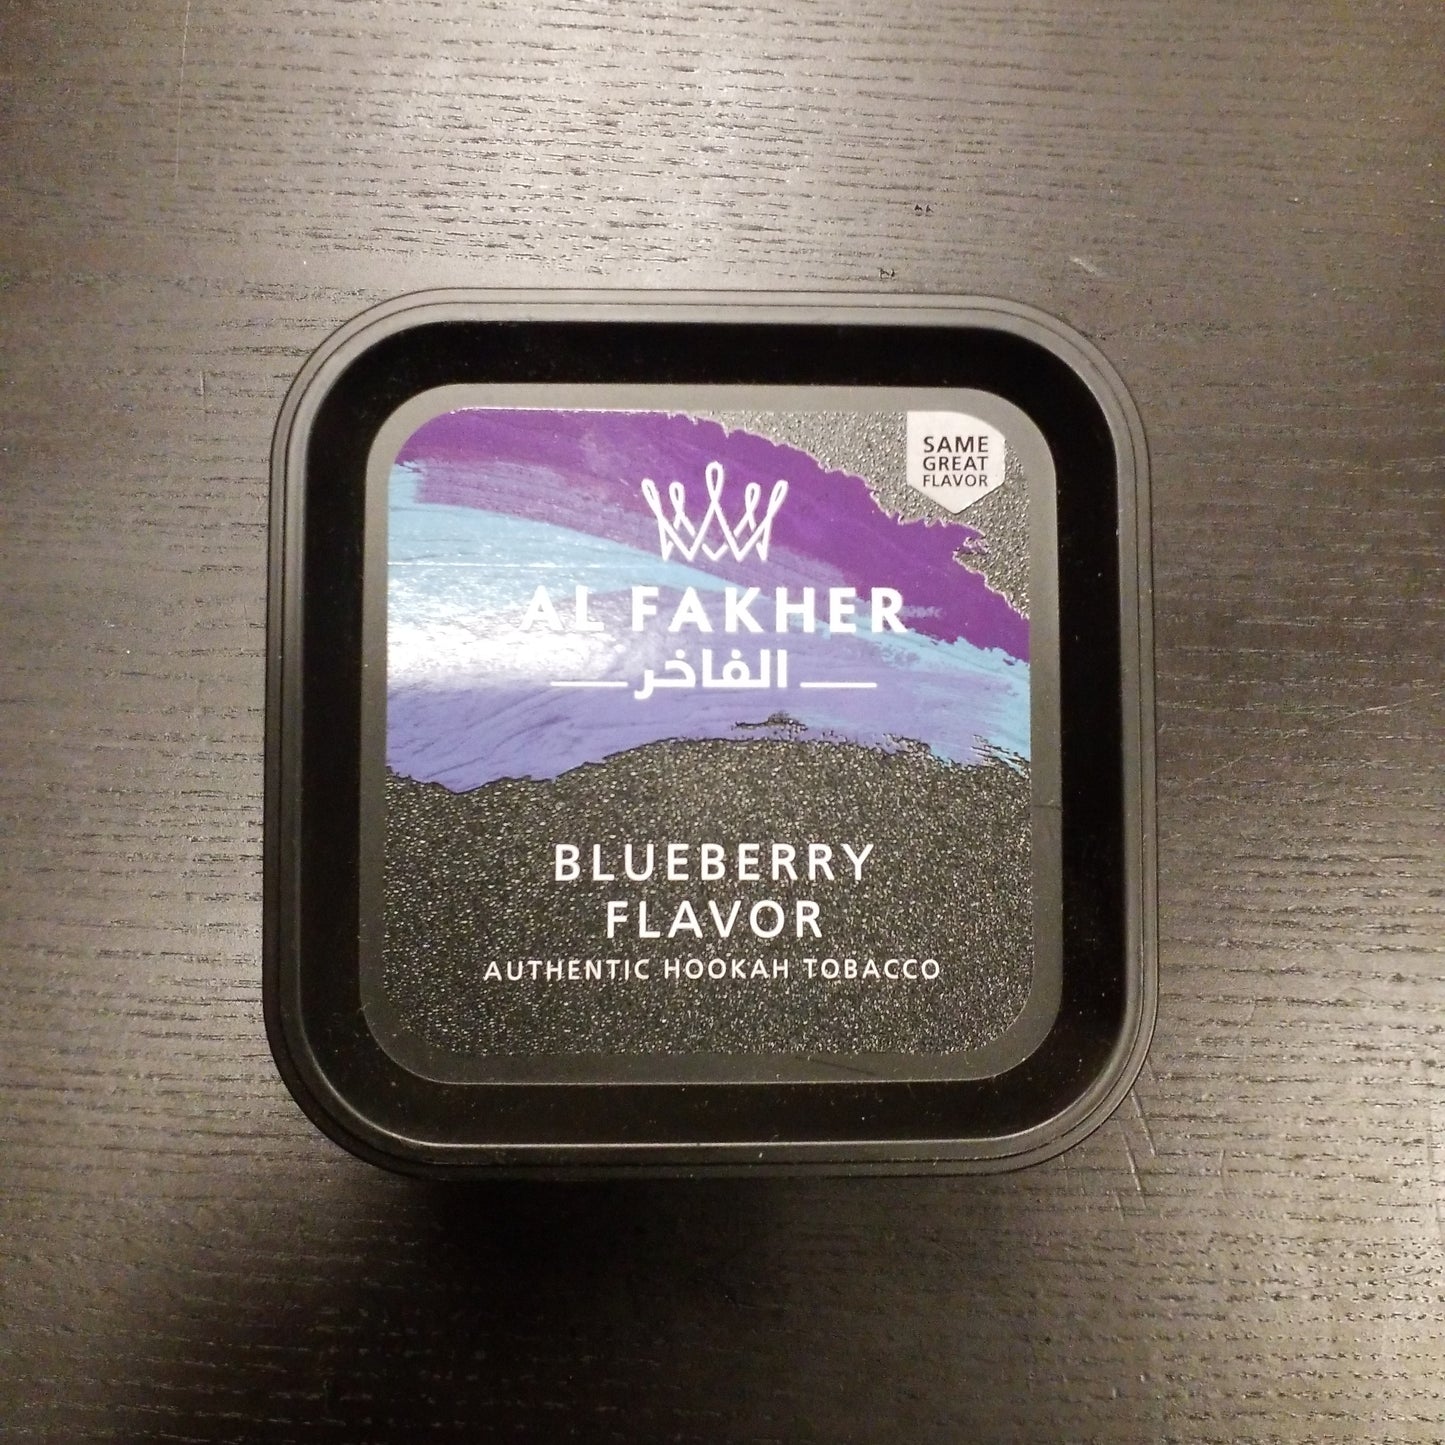 SAME
GREAT
FLAVOR
AL FAKHER
الفاخر
BLUEBERRY
FLAVOR
AUTHENTIC HOOKAH TOBACCO